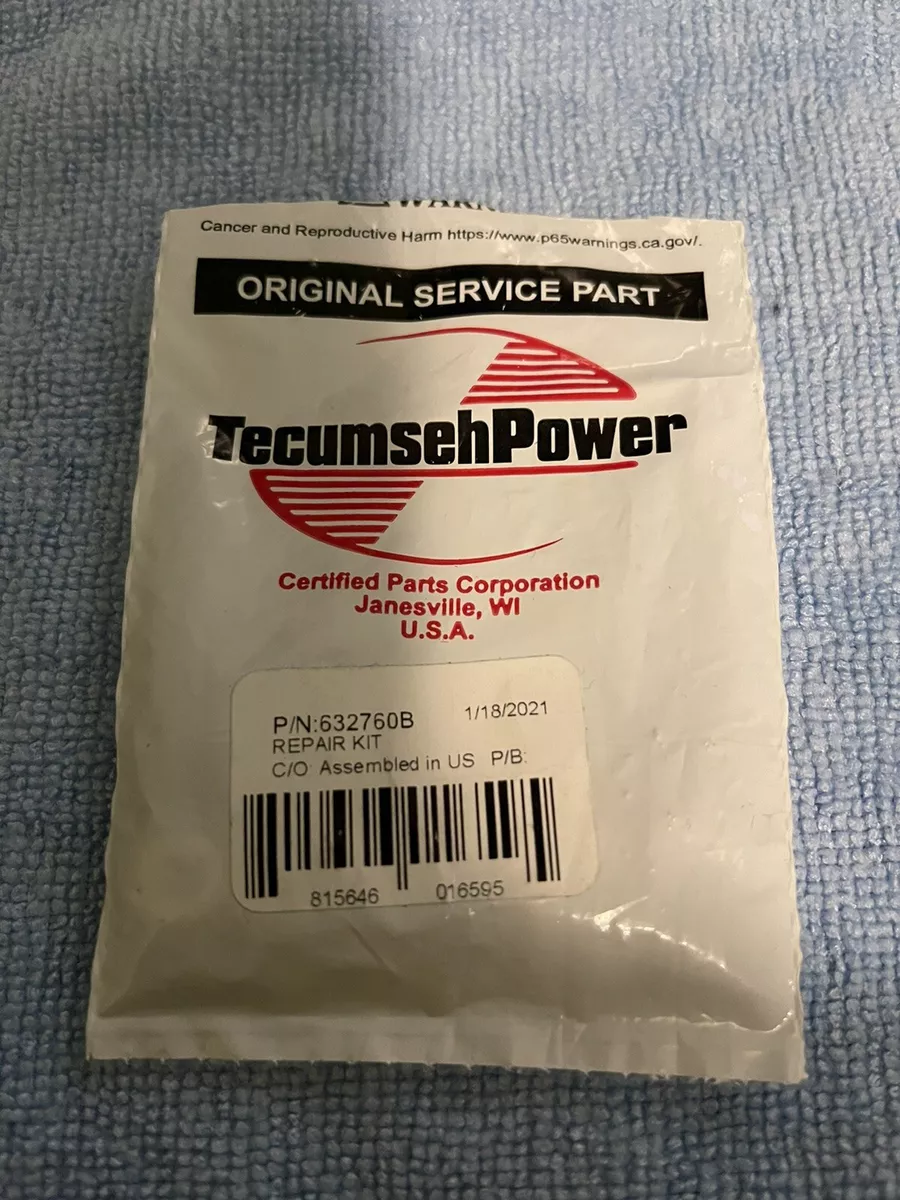 Cancer and Reproductive Harm https://www.p65warnings.ca.gov/.
ORIGINAL SERVICE PART
TecumsehPower
Certified Parts Corporation
Janesville, WI
U.S.A.
P/N:632760B 1/18/2021
REPAIR KIT
C/O: Assembled in US P/B:
815646 016595